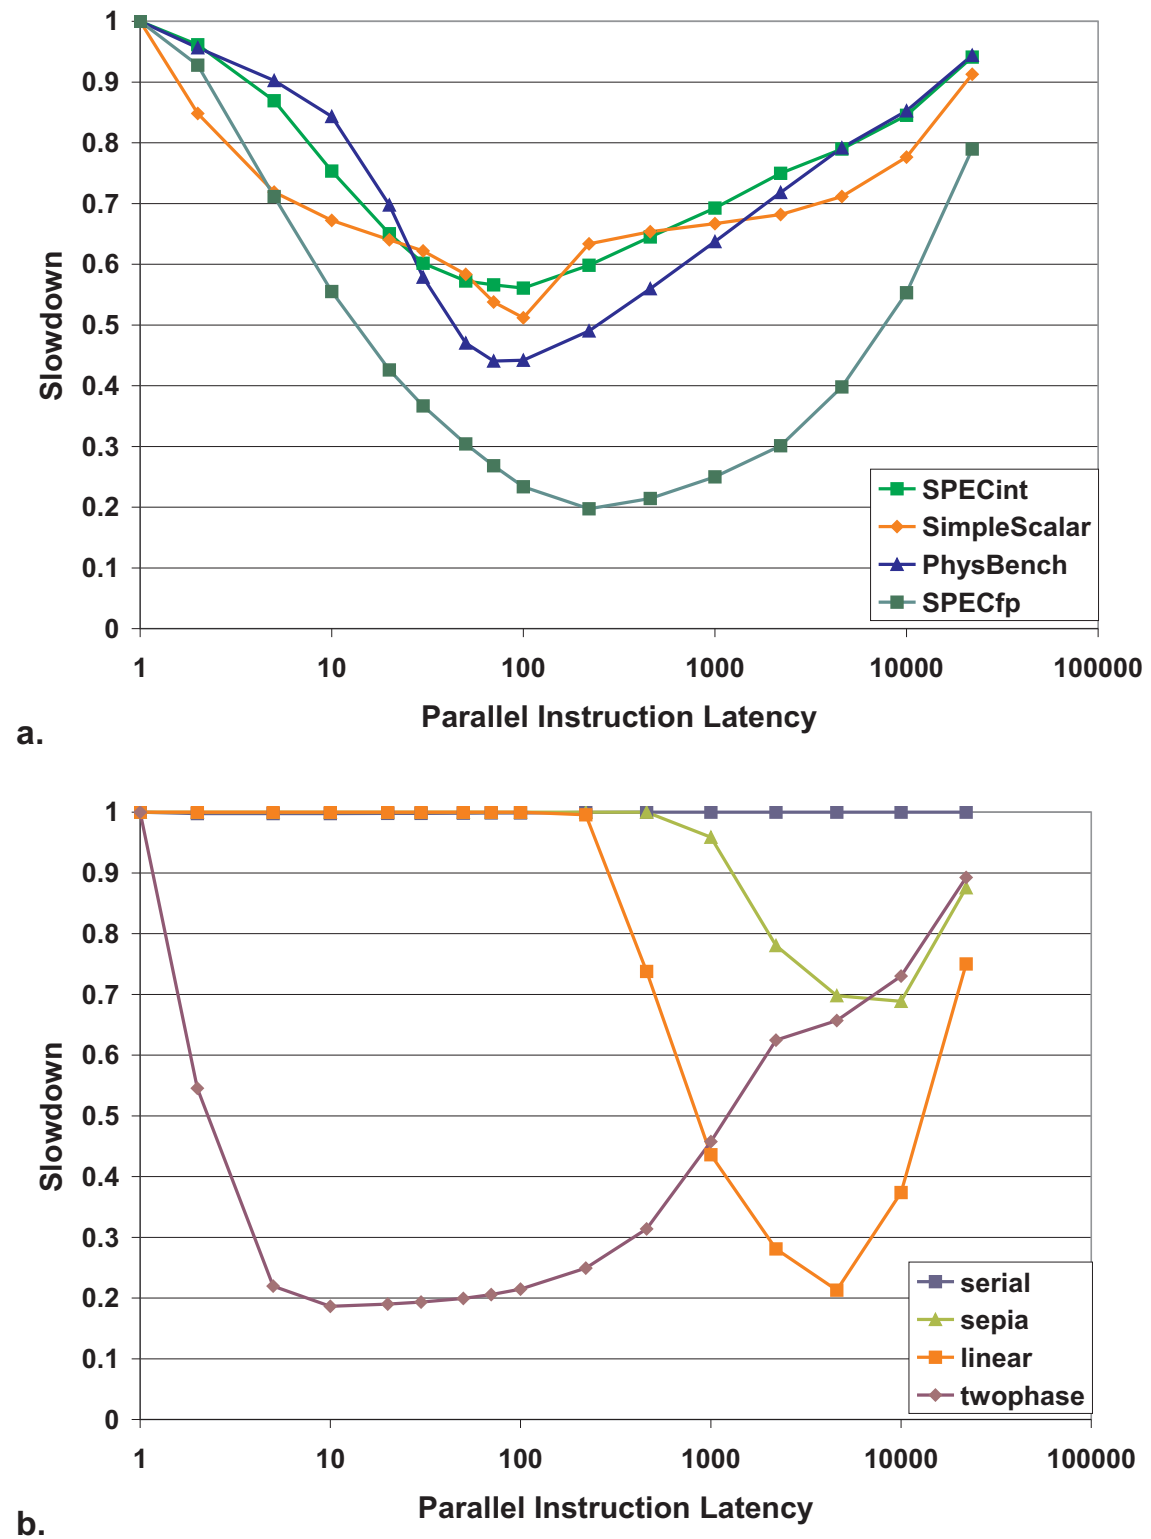 1
0.9
0.8
0.7
0.6
0.5
0.4
0.3
0.2
0.1
0
Slowdown
SPECint
SimpleScalar
PhysBench
SPECfp
1 10 100 1000 10000 100000
Parallel Instruction Latency
a.
1
0.9
0.8
0.7
0.6
0.5
0.4
0.3
0.2
0.1
0
Slowdown
serial
sepia
linear
twophase
1 10 100 1000 10000 100000
Parallel Instruction Latency
b.